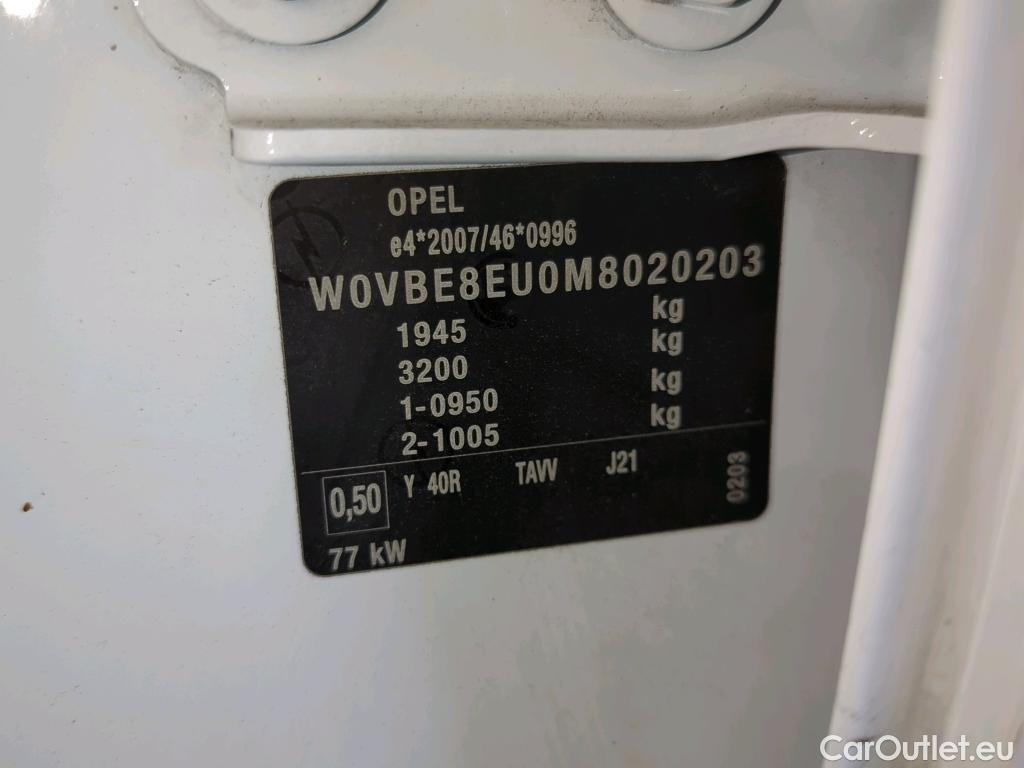 OPEL
e4*2007/46*0996
W0VBE8EU0M8020203
1945 kg
3200 kg
1-0950 kg
2-1005 kg
0,50 Y 40R TAVV J21 0203
77 kW
CarOutlet.eu